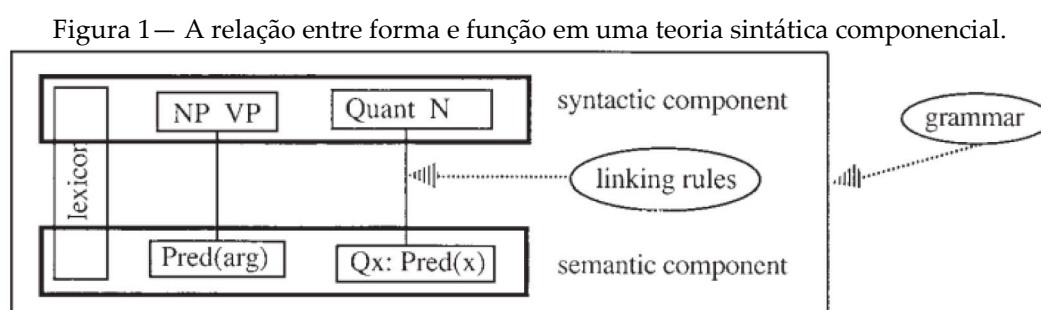 Figura 1— A relação entre forma e função em uma teoria sintática componencial.
NP VP
Quant N
syntactic component
grammar
lexicon
linking rules
Pred(arg)
Qx: Pred(x)
semantic component